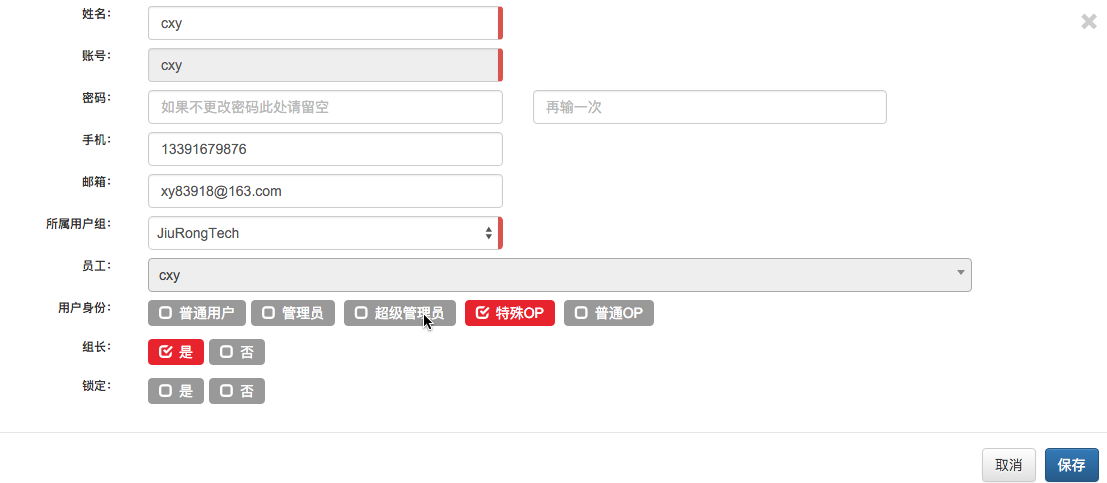 姓名: cxy
账号: cxy
密码: 如果不更改密码此处请留空 再输一次
手机: 13391679876
邮箱: xy83918@163.com
所属用户组: JiuRongTech
员工: cxy
用户身份: 普通用户 管理员 超级管理员 特殊OP 普通OP
组长: 是 否
锁定: 是 否
取消 保存